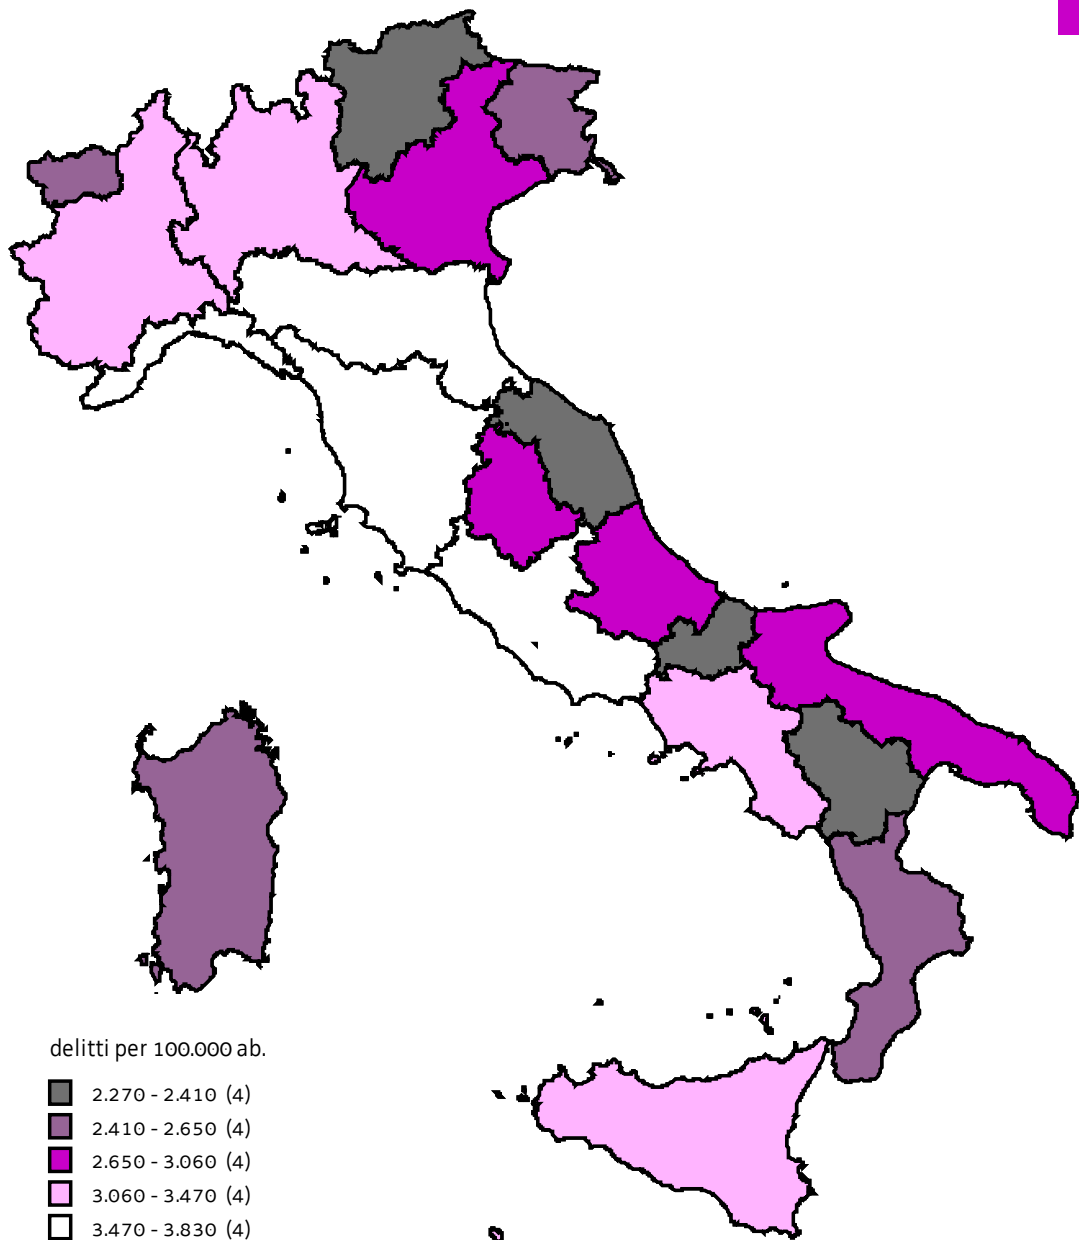 delitti per 100.000 ab.
2.270 - 2.410 (4)
2.410 - 2.650 (4)
2.650 - 3.060 (4)
3.060 - 3.470 (4)
3.470 - 3.830 (4)